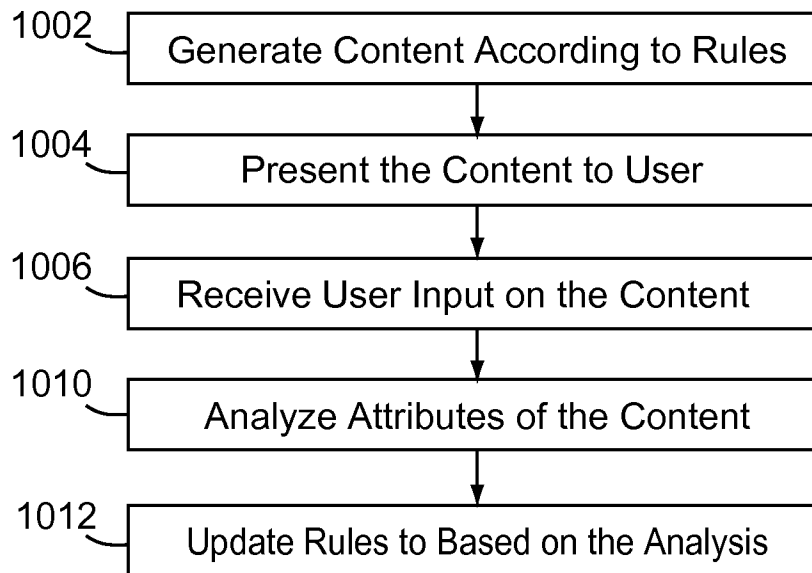 1002
Generate Content According to Rules
1004
Present the Content to User
1006
Receive User Input on the Content
1010
Analyze Attributes of the Content
1012
Update Rules to Based on the Analysis